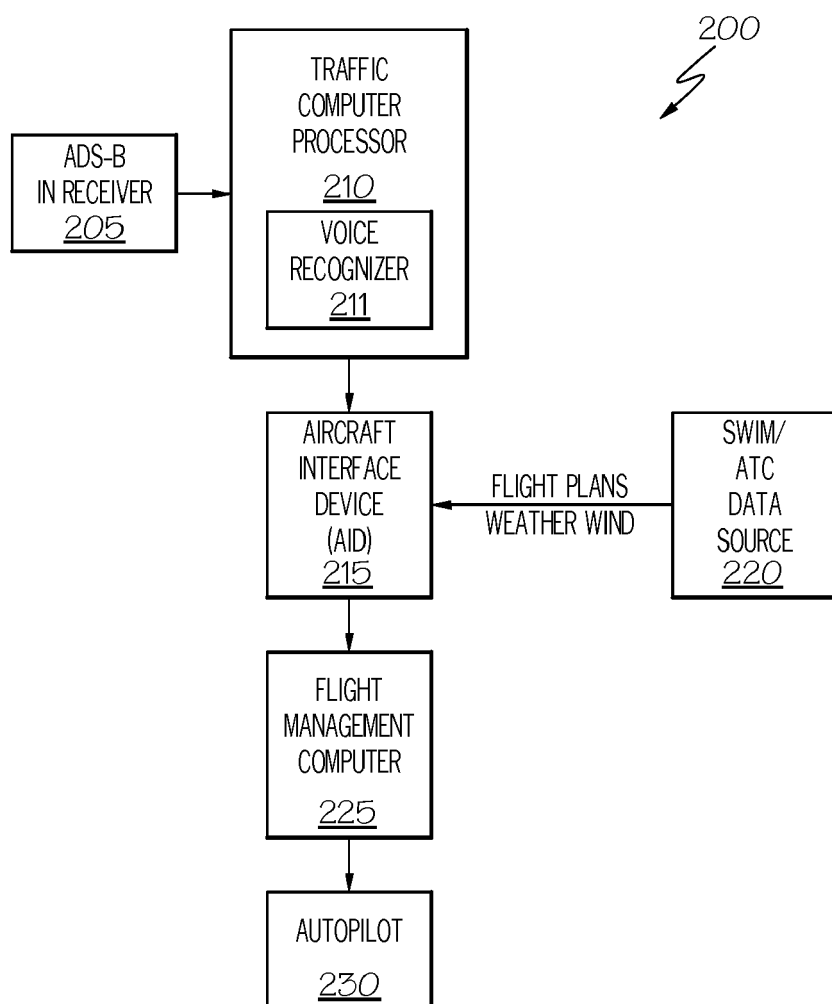 200
TRAFFIC
COMPUTER
PROCESSOR
210
VOICE
RECOGNIZER
211
ADS-B
IN RECEIVER
205
AIRCRAFT
INTERFACE
DEVICE
(AID)
215
FLIGHT PLANS
WEATHER WIND
SWIM/
ATC
DATA
SOURCE
220
FLIGHT
MANAGEMENT
COMPUTER
225
AUTOPILOT
230